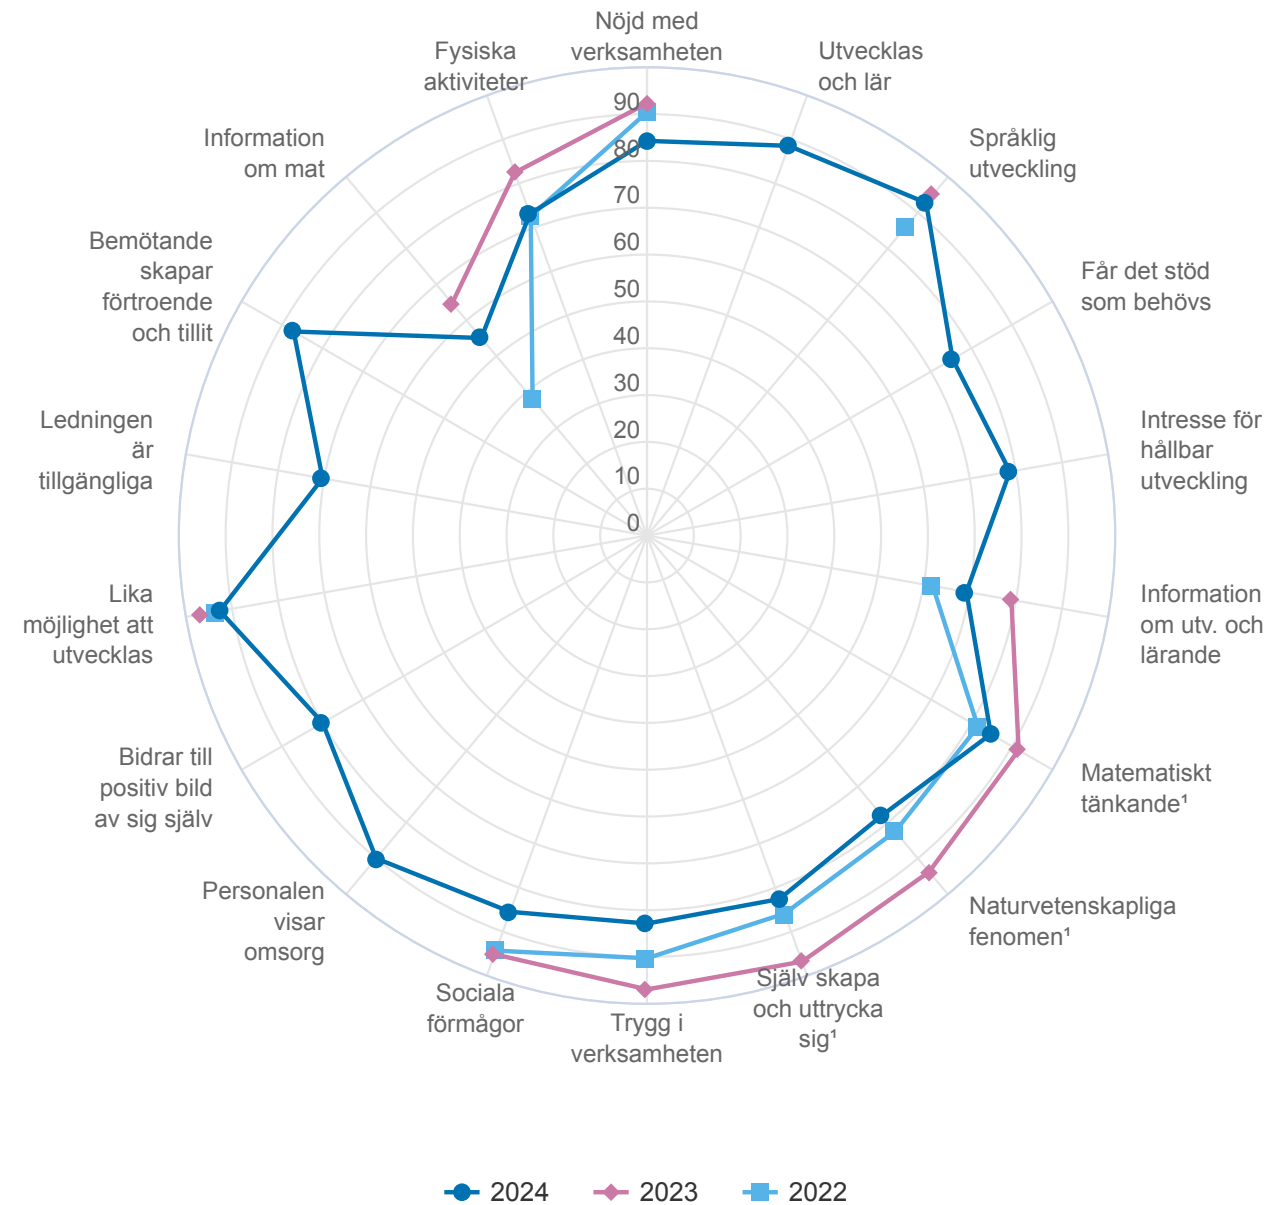 Nöjd med
verksamheten
Utvecklas
och lär
Språklig
utveckling
Får det stöd
som behövs
Intresse för
hållbar
utveckling
Information
om utv. och
lärande
Matematiskt
tänkande¹
Naturvetenskapliga
fenomen¹
Själv skapa
och uttrycka
sig¹
Trygg i
verksamheten
Sociala
förmågor
Personalen
visar
omsorg
Bidrar till
positiv bild
av sig själv
Lika
möjlighet att
utvecklas
Ledningen
är
tillgängliga
Bemötande
skapar
förtroende
och tillit
Information
om mat
Fysiska
aktiviteter
90
80
70
60
50
40
30
20
10
0
2024 2023 2022